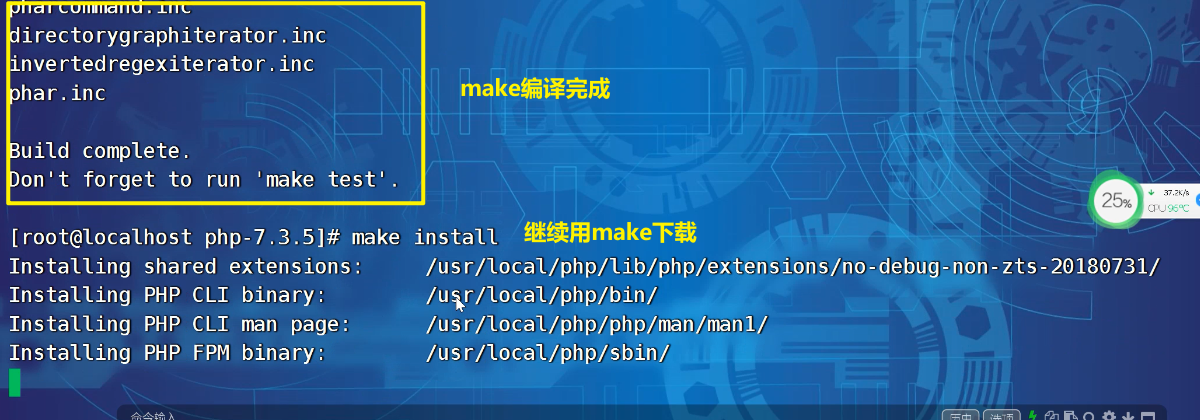 pharcommand.inc
directorygraphiterator.inc
invertedregexiterator.inc
phar.inc
make编译完成
Build complete.
Don't forget to run 'make test'.
25%
37.2K/s
CPU 96°C
[root@localhost php-7.3.5]# make install
继续用make下载
Installing shared extensions:     /usr/local/php/lib/php/extensions/no-debug-non-zts-20180731/
Installing PHP CLI binary:        /usr/local/php/bin/
Installing PHP CLI man page:      /usr/local/php/php/man/man1/
Installing PHP FPM binary:        /usr/local/php/sbin/
命令输入
历史
选项